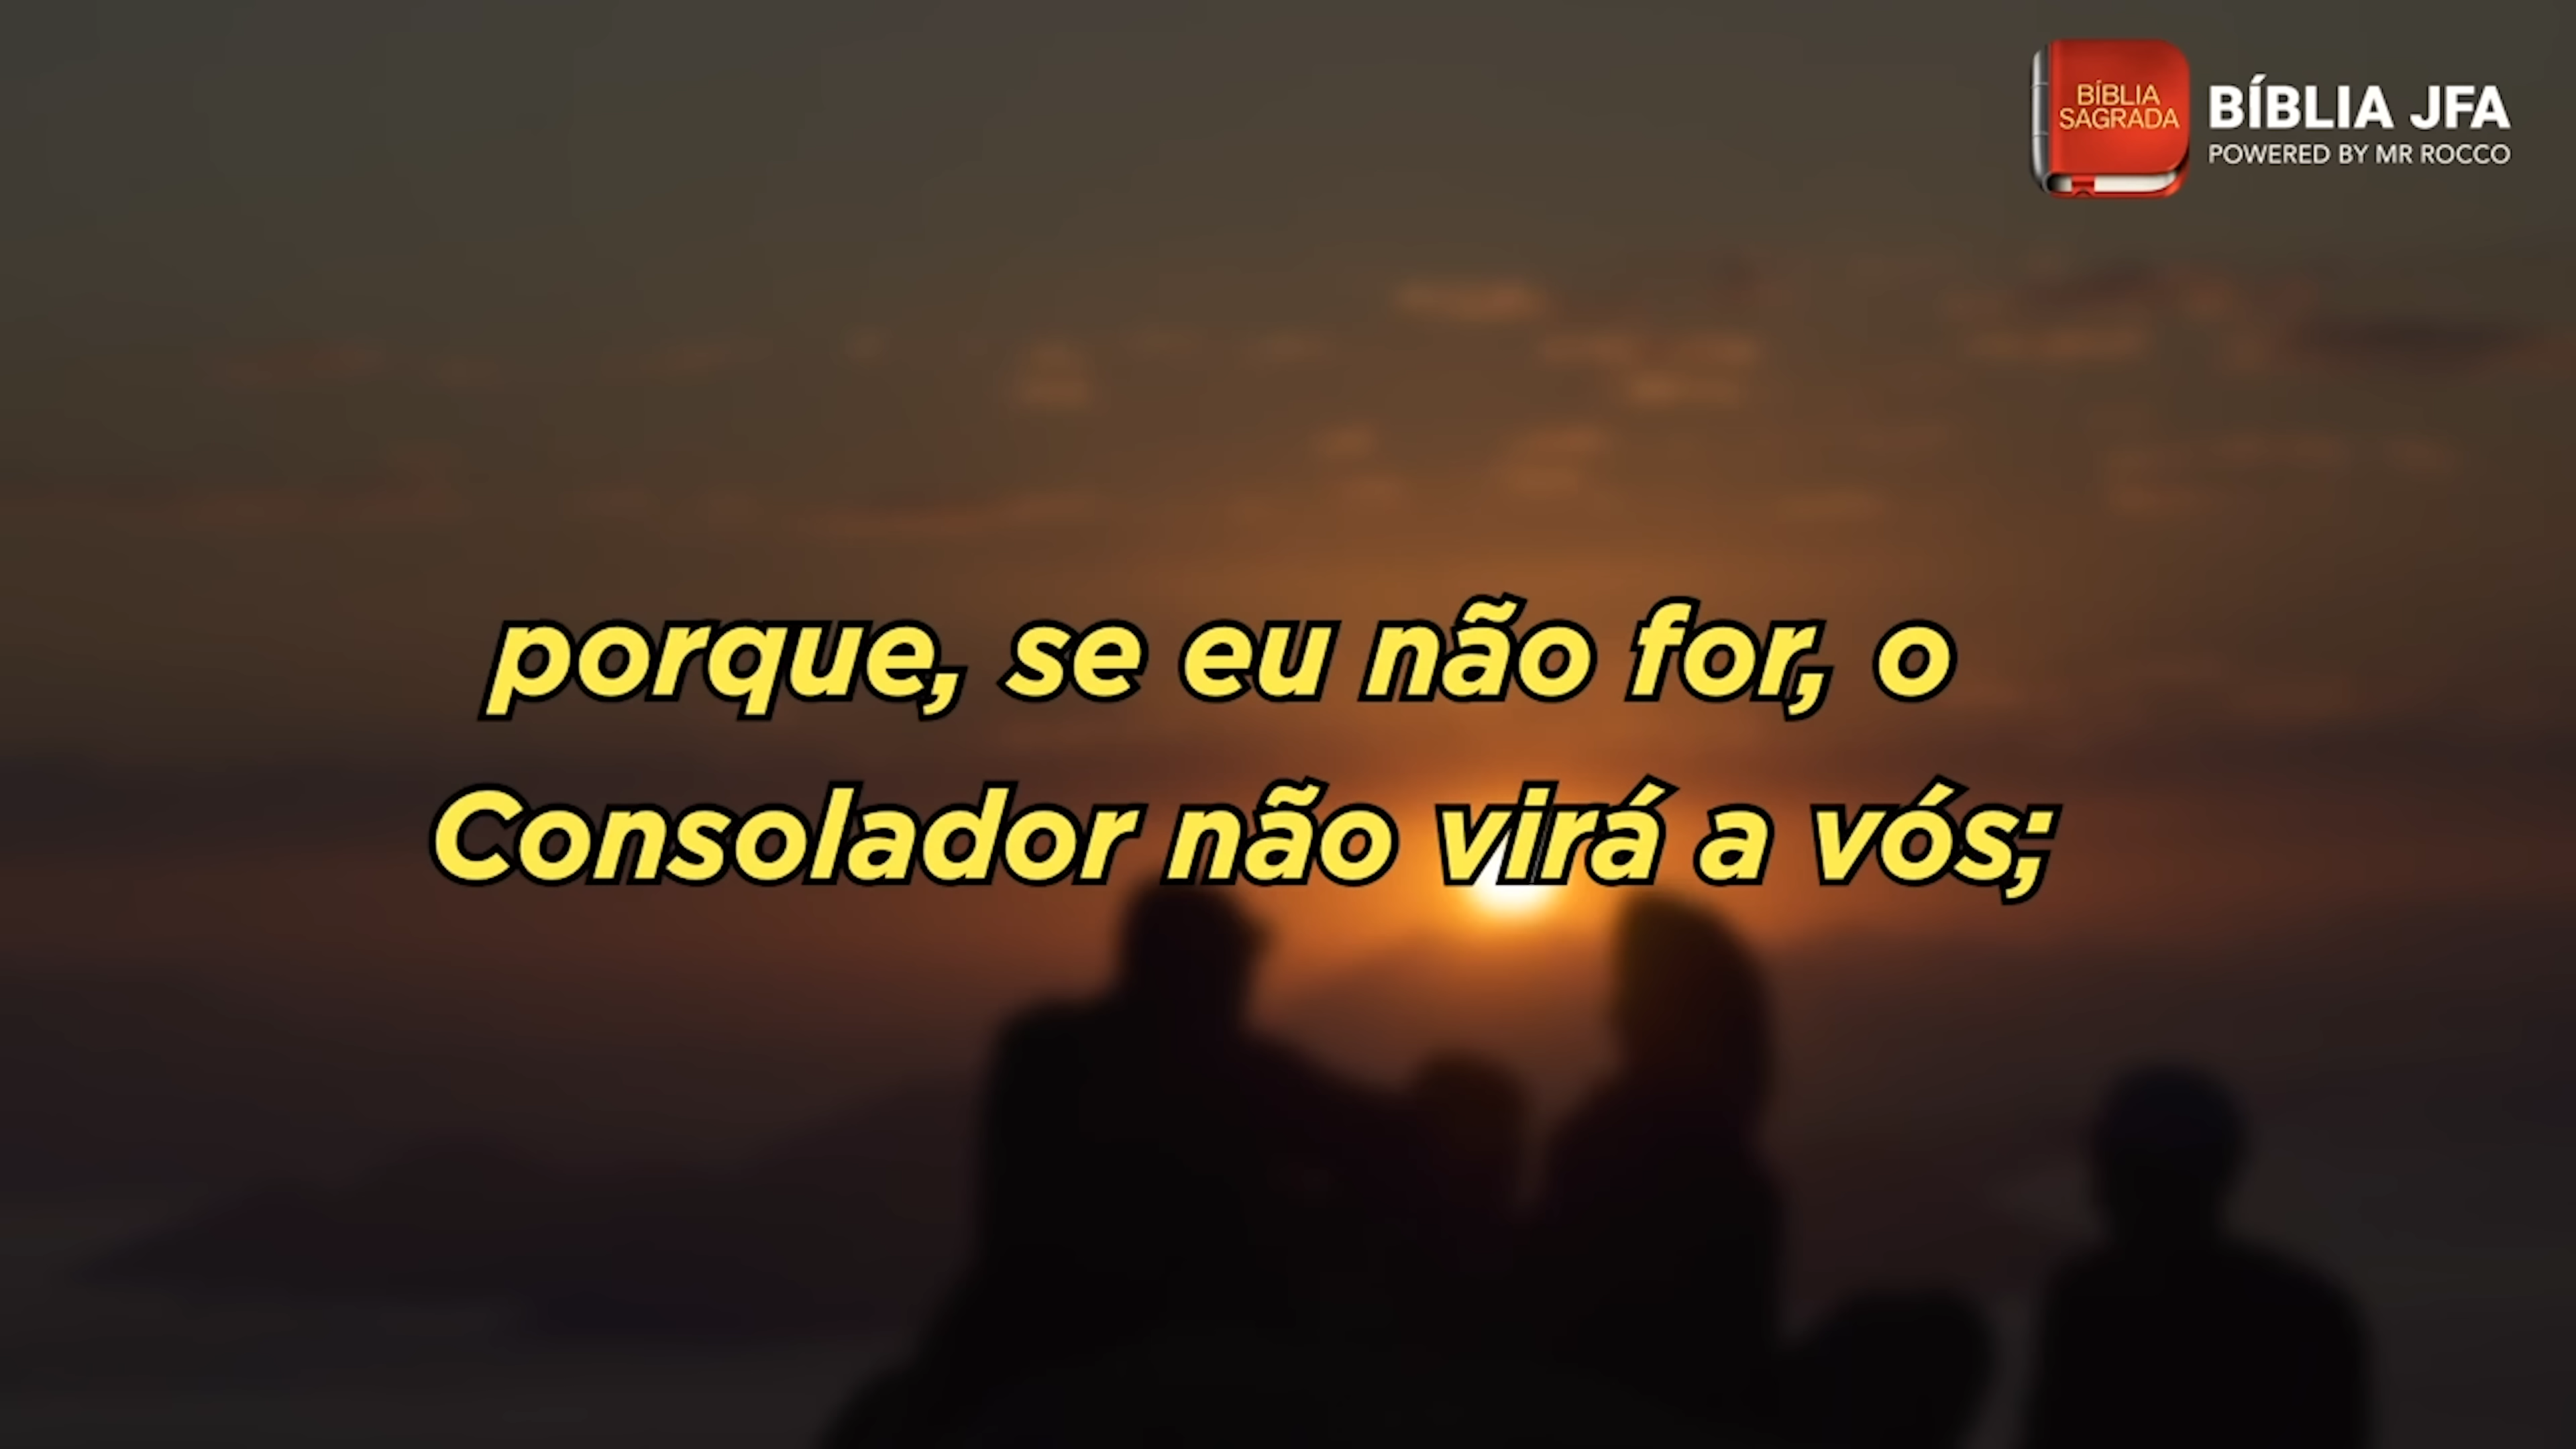 BÍBLIA
SAGRADA
BÍBLIA JFA
POWERED BY MR ROCCO
porque, se eu não for, o
Consolador não virá a vós;